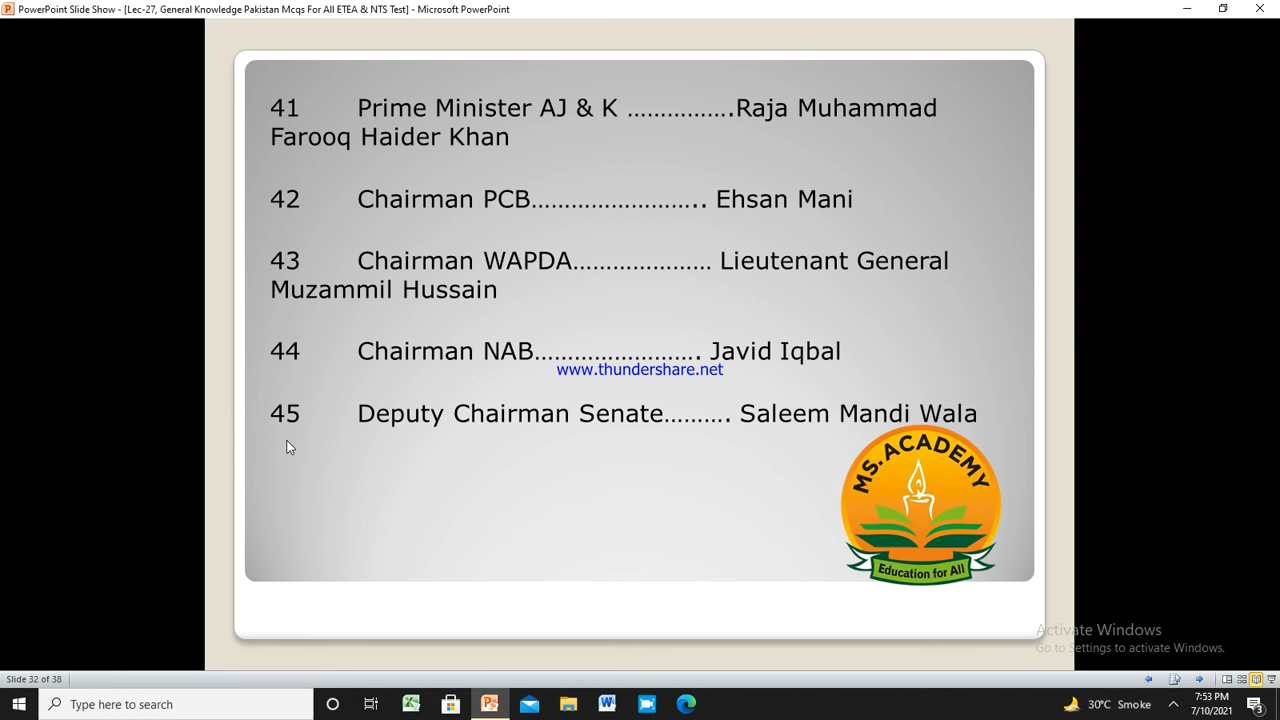 PowerPoint Slide Show - [Lec-27, General Knowledge Pakistan Mcqs For All ETEA & NTS Test] - Microsoft PowerPoint
41 Prime Minister AJ & K …………….Raja Muhammad
Farooq Haider Khan
42 Chairman PCB…………………….. Ehsan Mani
43 Chairman WAPDA………………… Lieutenant General
Muzammil Hussain
44 Chairman NAB……………………. Javid Iqbal
www.thundershare.net
45 Deputy Chairman Senate………. Saleem Mandi Wala
MS.ACADEMY
Education for All
Activate Windows
Go to Settings to activate Windows.
Slide 32 of 38
Type here to search
30°C Smoke
7:53 PM
7/10/2021
3